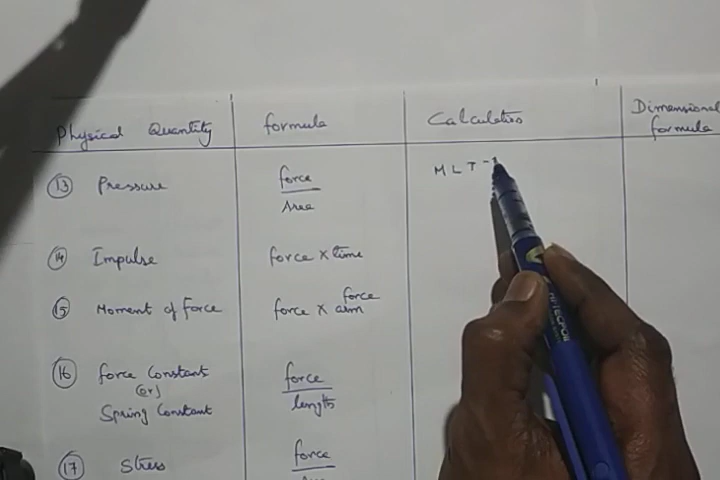 Physical Quantity formula Calculation Dimensional formula
(13) Pressure force / Area M L T -
(14) Impulse force × time
(15) Moment of Force force × force arm
(16) force Constant (or) Spring Constant force / length
(17) Stress force